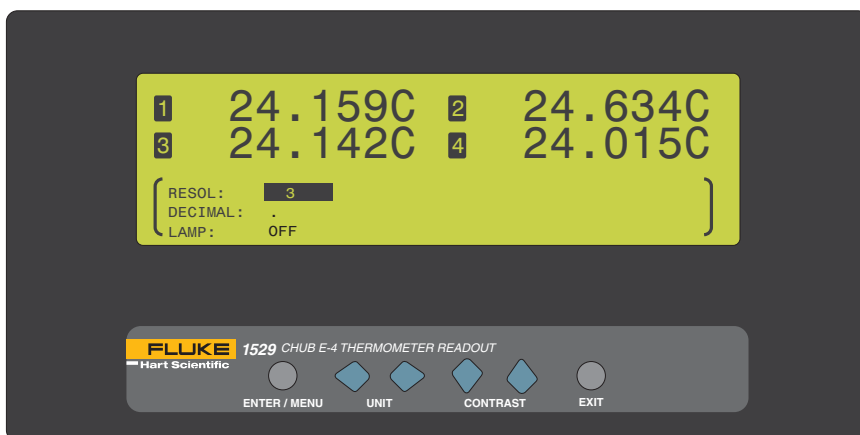 1 24.159C 2 24.634C
3 24.142C 4 24.015C
RESOL: 3
DECIMAL: .
LAMP: OFF
FLUKE 1529 CHUB E-4 THERMOMETER READOUT
Hart Scientific
ENTER / MENU UNIT CONTRAST EXIT